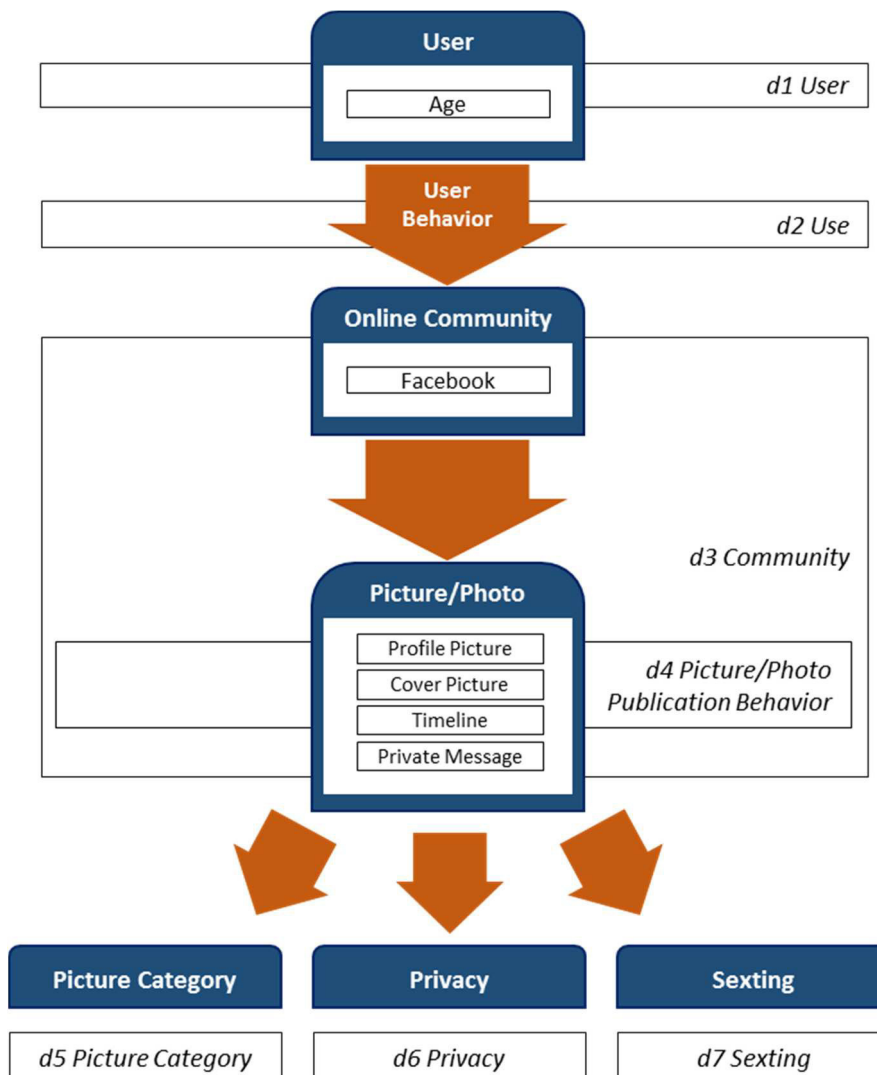 User
d1 User
Age
User
Behavior
d2 Use
Online Community
Facebook
d3 Community
Picture/Photo
Profile Picture
d4 Picture/Photo
Cover Picture
Publication Behavior
Timeline
Private Message
Picture Category
Privacy
Sexting
d5 Picture Category
d6 Privacy
d7 Sexting